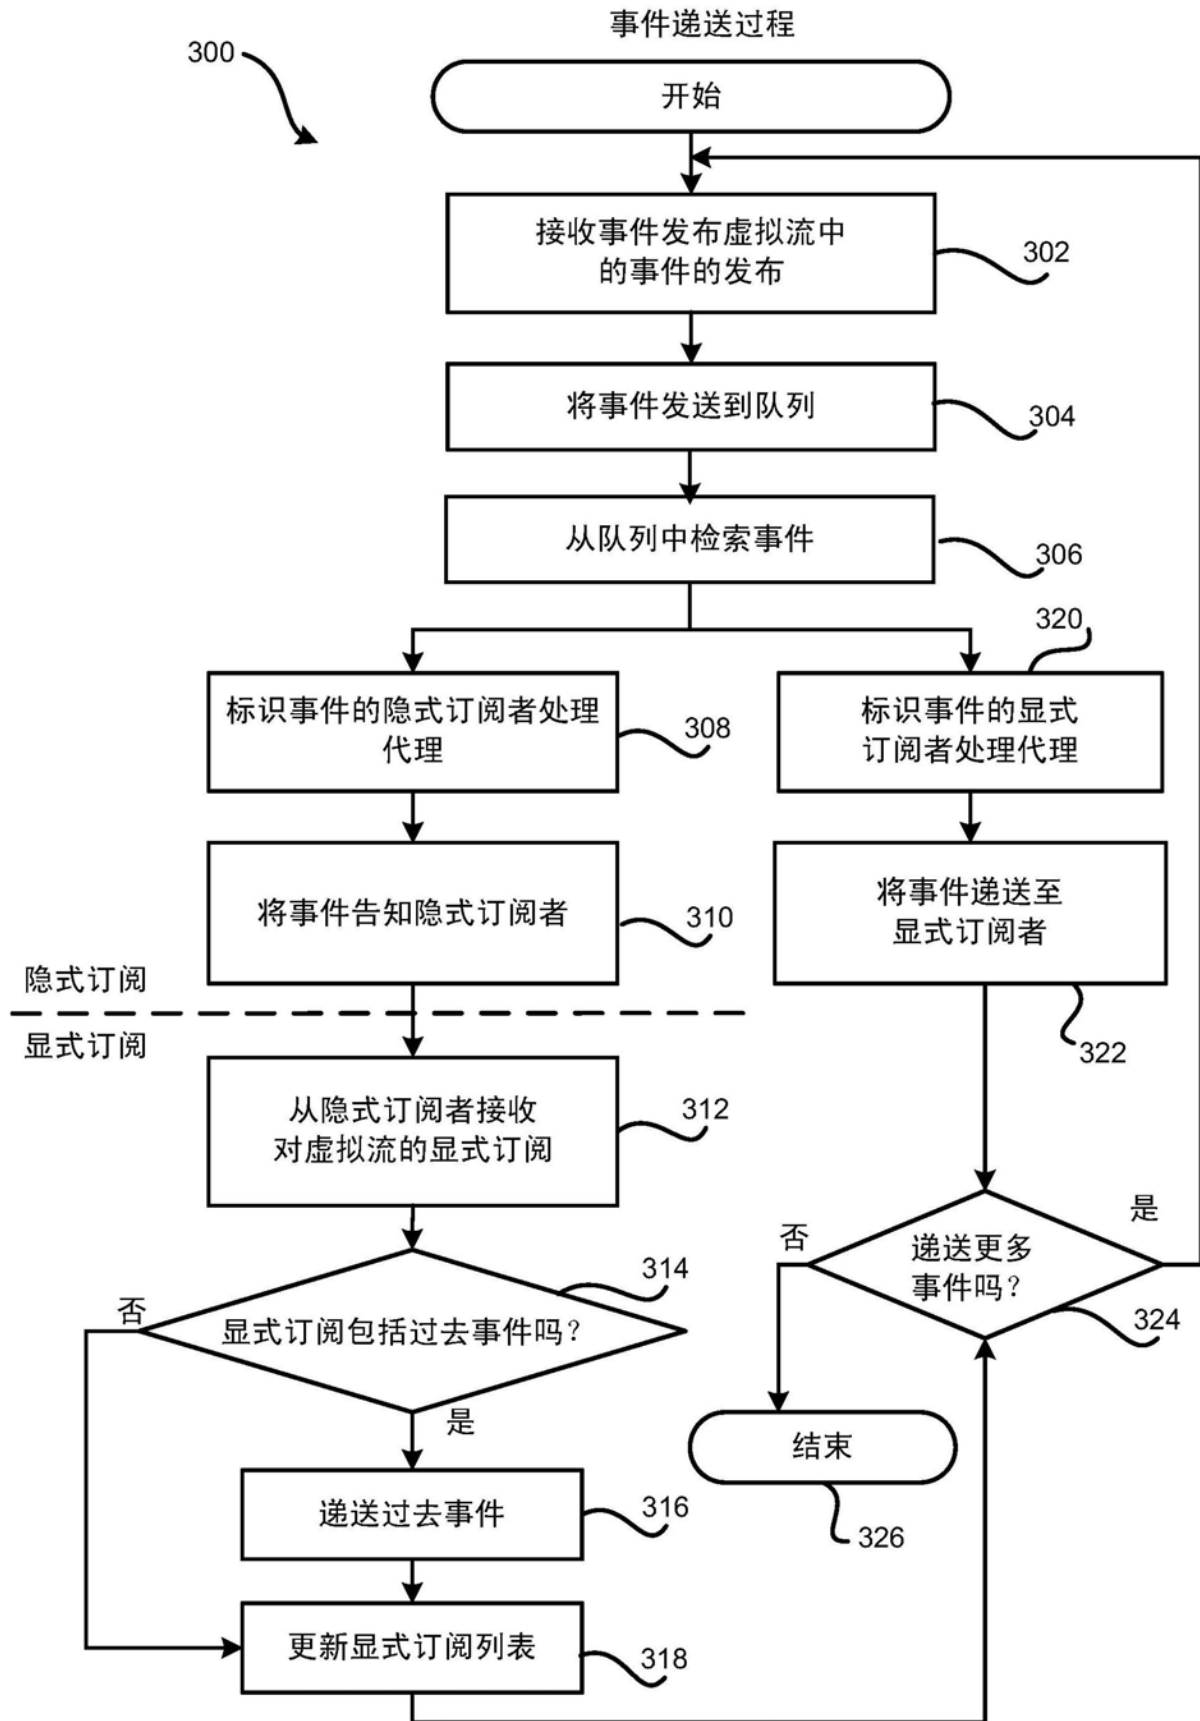 事件递送过程
300
开始
接收事件发布虚拟流中
的事件的发布
302
将事件发送到队列
304
从队列中检索事件
306
320
标识事件的隐式订阅者处理
代理
308
标识事件的显式
订阅者处理代理
将事件告知隐式订阅者
310
将事件递送至
显式订阅者
322
隐式订阅
显式订阅
从隐式订阅者接收
对虚拟流的显式订阅
312
显式订阅包括过去事件吗?
314
否
是
递送更多
事件吗?
否
是
324
递送过去事件
316
结束
326
更新显式订阅列表
318